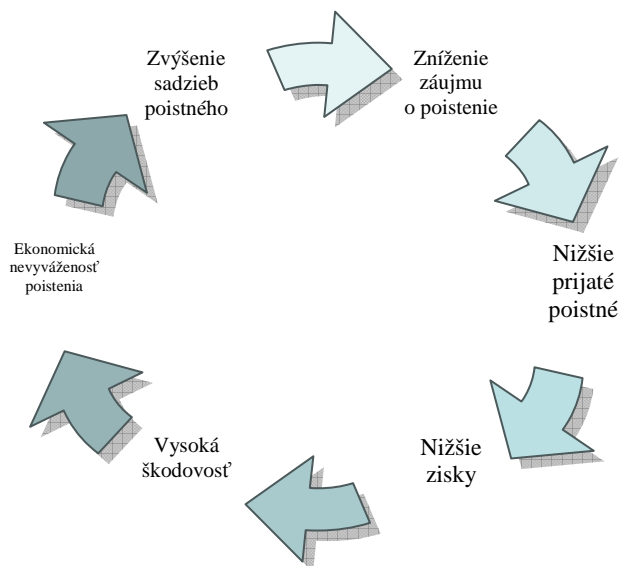 Zvýšenie
sadzieb
poistného
Zníženie
záujmu
o poistenie
Nižšie
prijaté
poistné
Nižšie
zisky
Vysoká
škodovosť
Ekonomická
nevyváženosť
poistenia